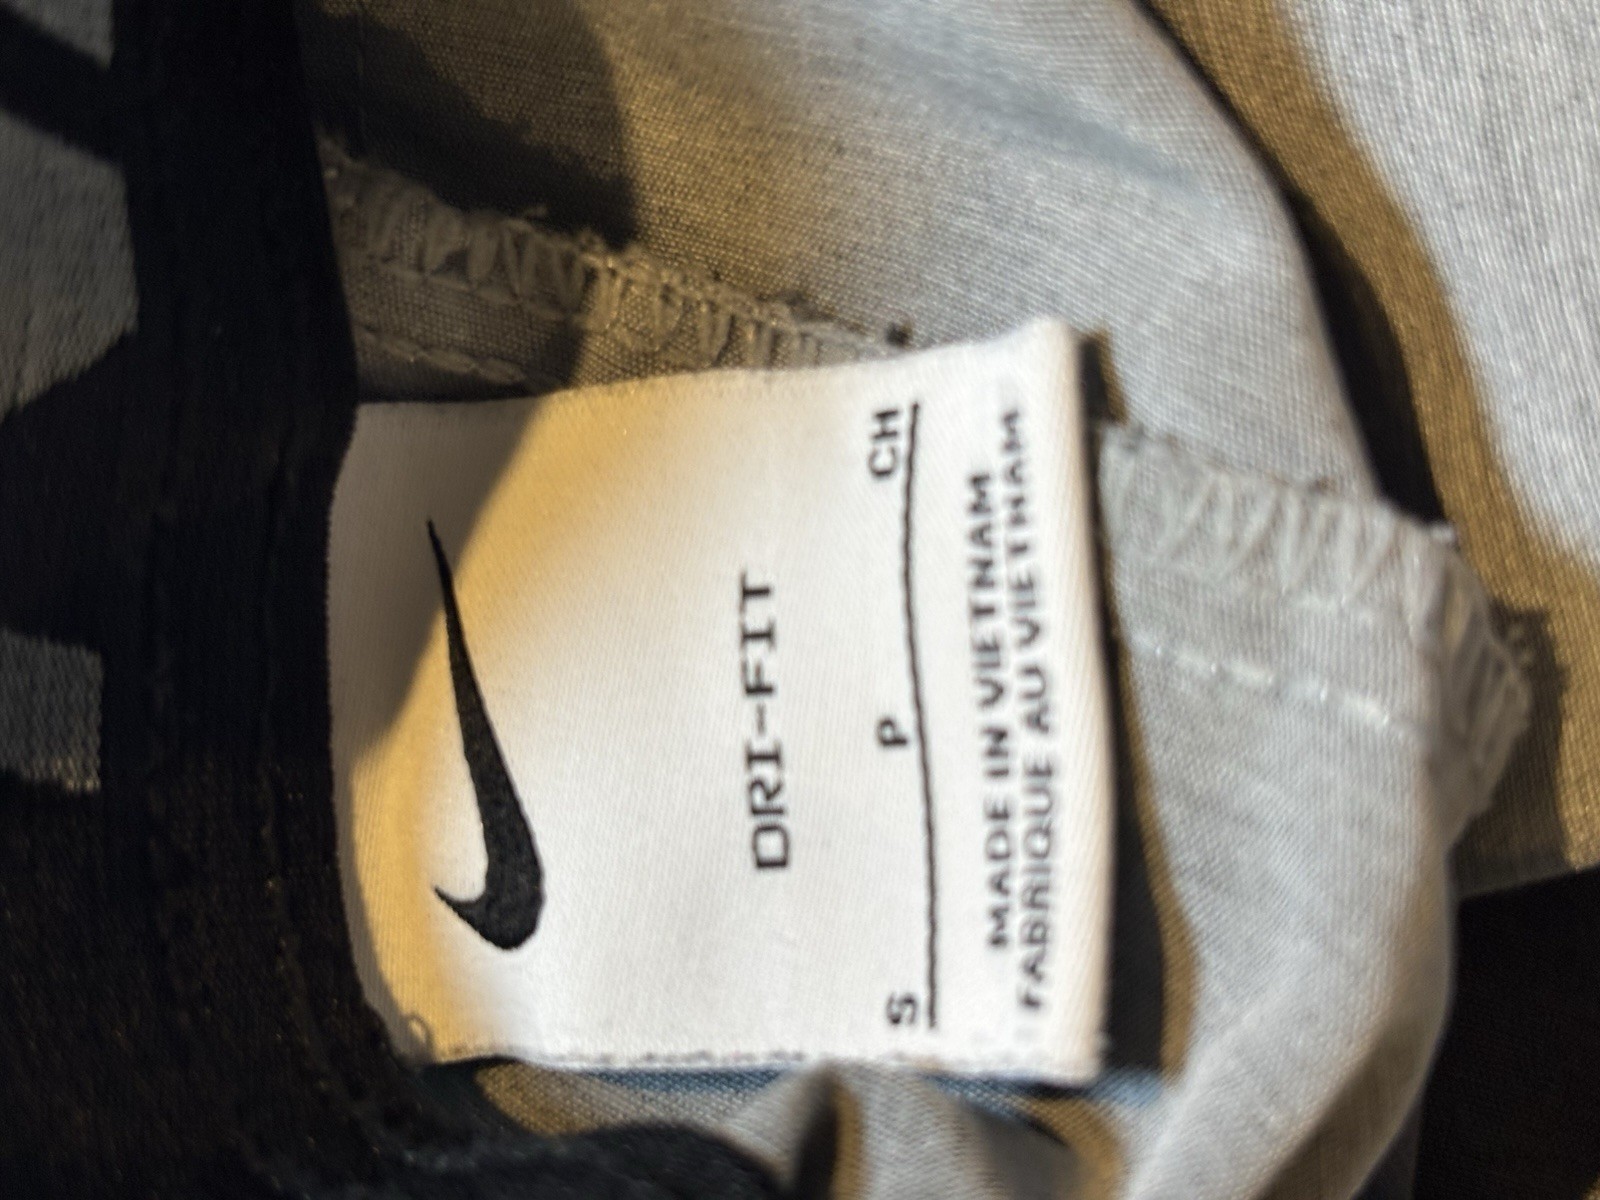 DRI-FIT
S P CH
MADE IN VIETNAM
FABRIQUE AU VIETNAM